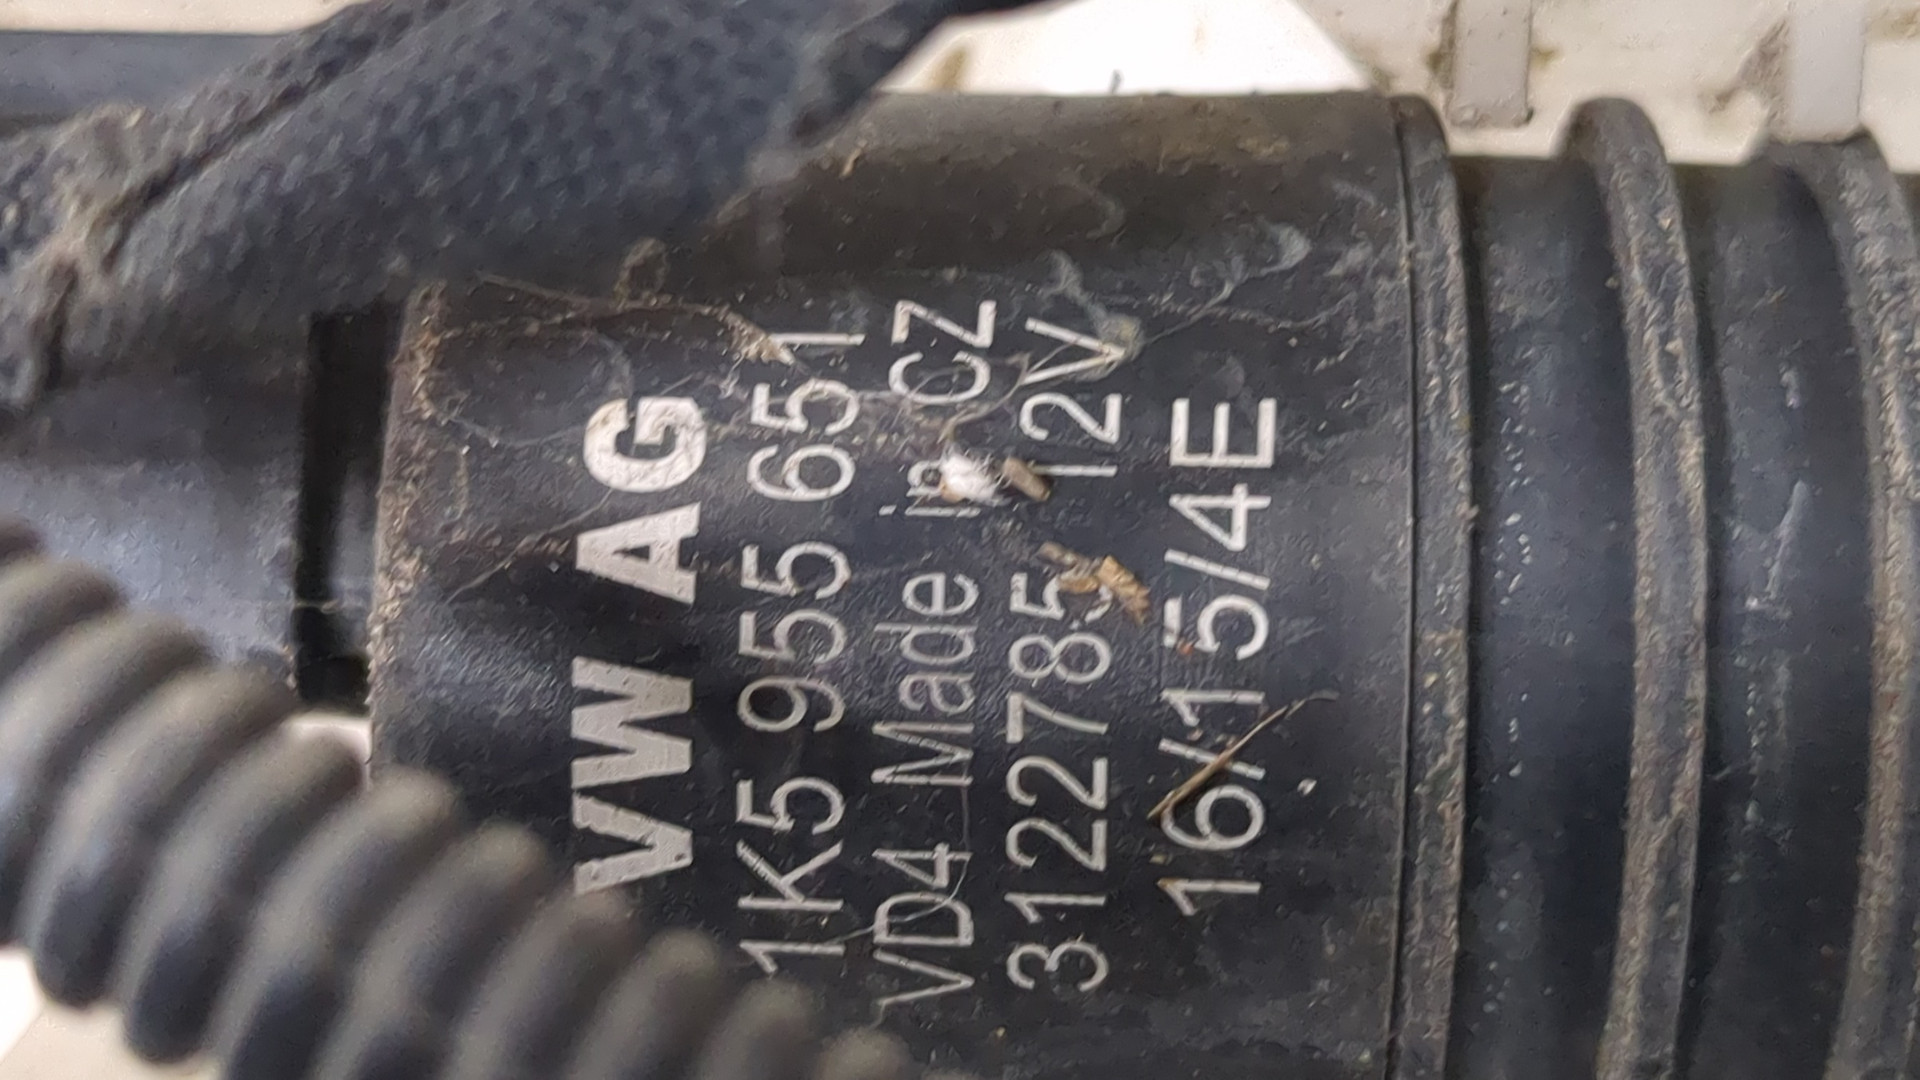 VW AG
1K5 955 651
VD4 Made in CZ
3122785 12V
16/15/4E